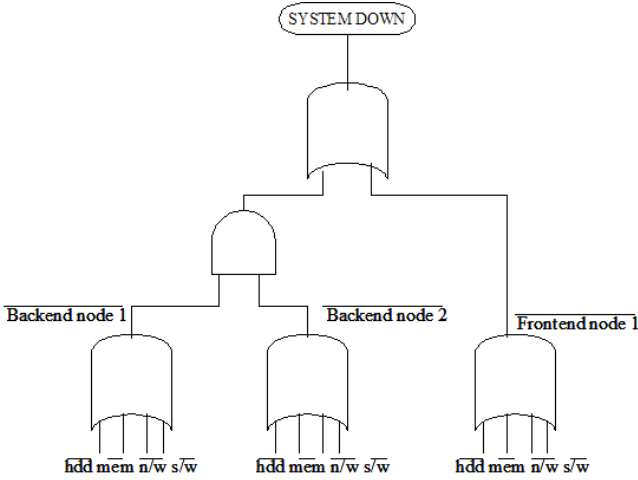 SYSTEM DOWN
Backend node 1
Backend node 2
Frontend node 1
hdd mem n/w s/w
hdd mem n/w s/w
hdd mem n/w s/w